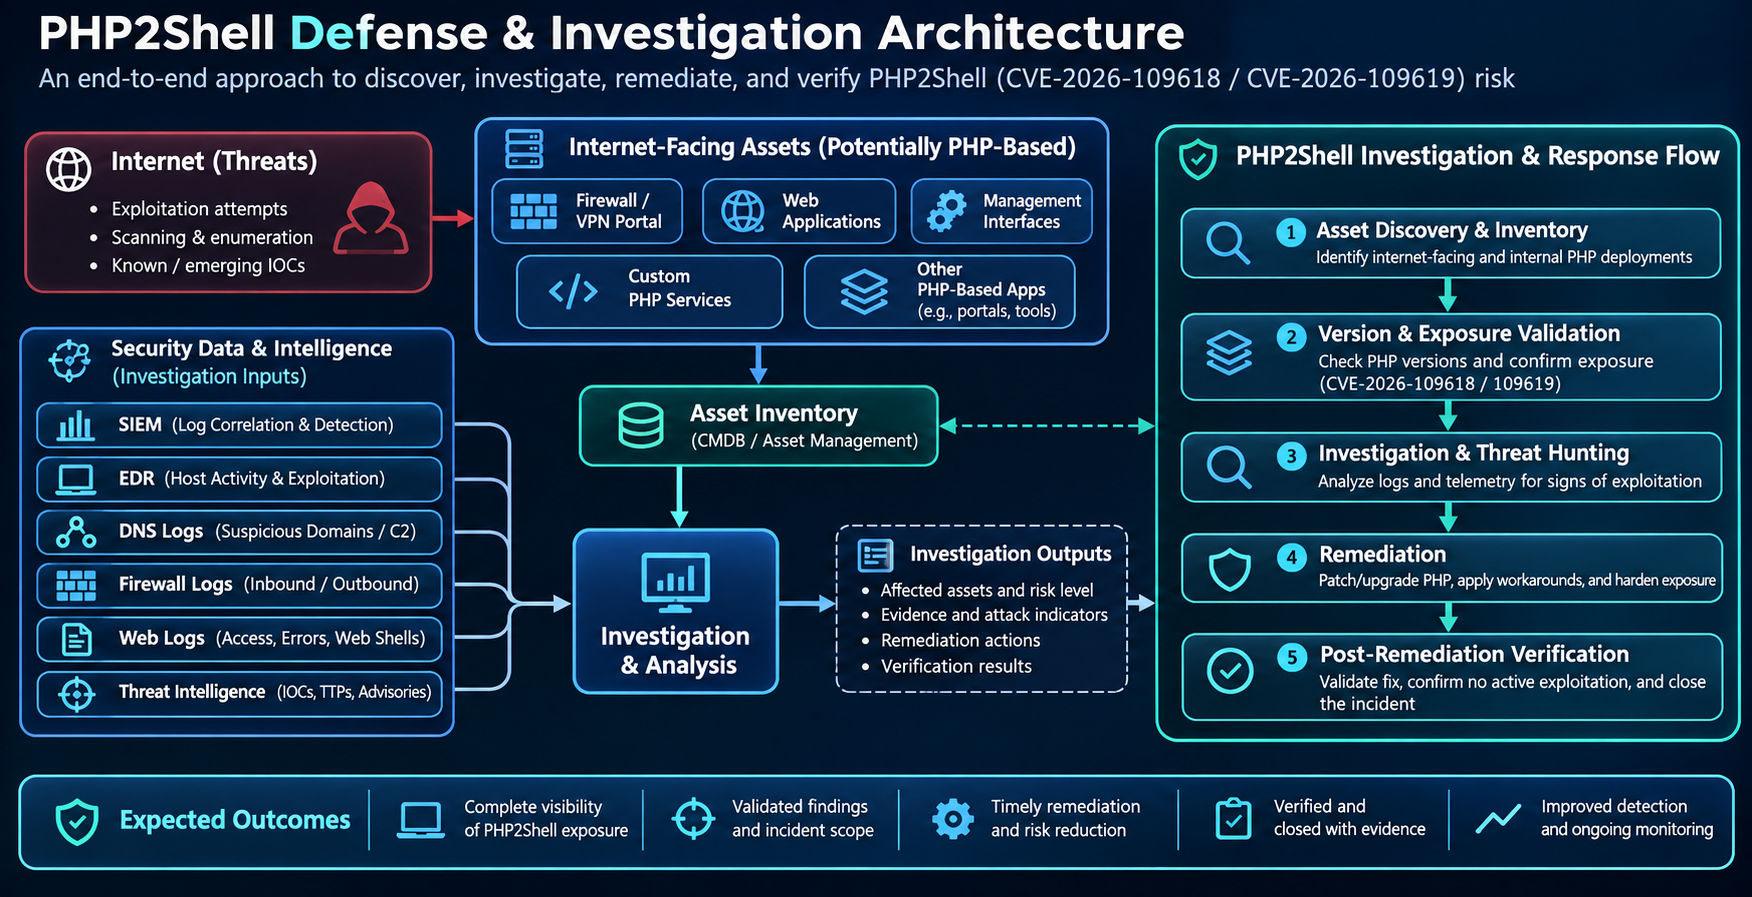 PHP2Shell Defense & Investigation Architecture
An end-to-end approach to discover, investigate, remediate, and verify PHP2Shell (CVE-2026-109618 / CVE-2026-109619) risk
Internet (Threats)
• Exploitation attempts
• Scanning & enumeration
• Known / emerging IOCs
Internet-Facing Assets (Potentially PHP-Based)
Firewall /
VPN Portal
Web
Applications
Management
Interfaces
Custom
PHP Services
Other
PHP-Based Apps
(e.g., portals, tools)
Security Data & Intelligence
(Investigation Inputs)
SIEM (Log Correlation & Detection)
EDR (Host Activity & Exploitation)
DNS Logs (Suspicious Domains / C2)
Firewall Logs (Inbound / Outbound)
Web Logs (Access, Errors, Web Shells)
Threat Intelligence (IOCs, TTPs, Advisories)
Asset Inventory
(CMDB / Asset Management)
Investigation
& Analysis
Investigation Outputs
• Affected assets and risk level
• Evidence and attack indicators
• Remediation actions
• Verification results
PHP2Shell Investigation & Response Flow
1 Asset Discovery & Inventory
Identify internet-facing and internal PHP deployments
2 Version & Exposure Validation
Check PHP versions and confirm exposure
(CVE-2026-109618 / 109619)
3 Investigation & Threat Hunting
Analyze logs and telemetry for signs of exploitation
4 Remediation
Patch/upgrade PHP, apply workarounds, and harden exposure
5 Post-Remediation Verification
Validate fix, confirm no active exploitation, and close
the incident
Expected Outcomes
Complete visibility
of PHP2Shell exposure
Validated findings
and incident scope
Timely remediation
and risk reduction
Verified and
closed with evidence
Improved detection
and ongoing monitoring